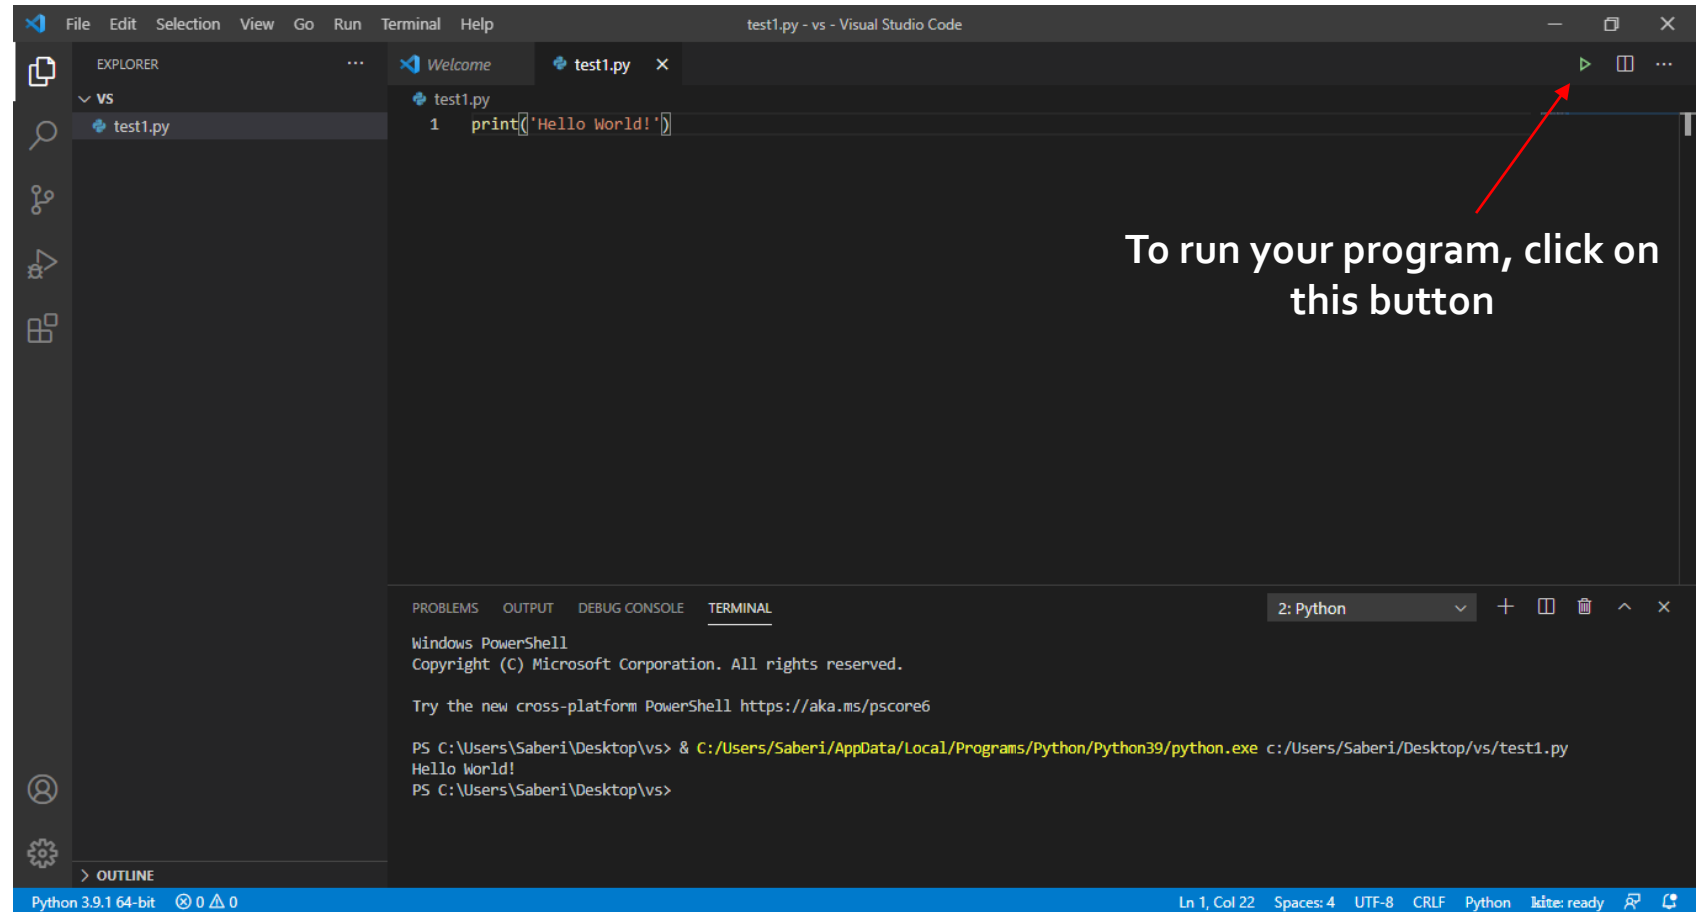 File Edit Selection View Go Run Terminal Help test1.py - vs - Visual Studio Code
EXPLORER
Welcome test1.py
VS
test1.py
test1.py
1 print('Hello World!')
To run your program, click on
this button
PROBLEMS OUTPUT DEBUG CONSOLE TERMINAL 2: Python
Windows PowerShell
Copyright (C) Microsoft Corporation. All rights reserved.
Try the new cross-platform PowerShell https://aka.ms/pscore6
PS C:\Users\Saberi\Desktop\vs> & C:/Users/Saberi/AppData/Local/Programs/Python/Python39/python.exe c:/Users/Saberi/Desktop/vs/test1.py
Hello World!
PS C:\Users\Saberi\Desktop\vs>
OUTLINE
Python 3.9.1 64-bit 0 0 Ln 1, Col 22 Spaces: 4 UTF-8 CRLF Python kite: ready